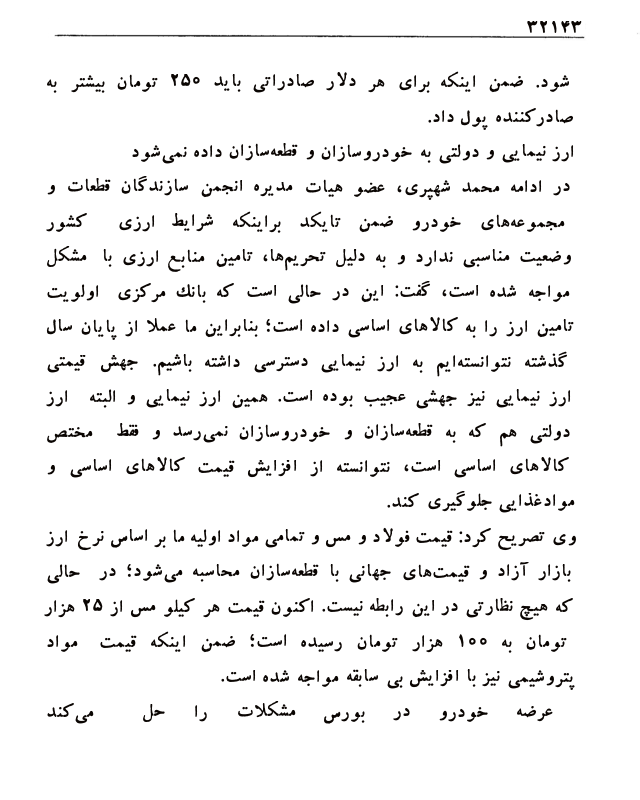 ۳۲۱۴۳
شود. ضمن اینکه برای هر دلار صادراتی باید ۲۵۰ تومان بیشتر به
صادرکننده پول داد.
ارز نیمایی و دولتی به خودروسازان و قطعه‌سازان داده نمی‌شود
در ادامه محمد شهپری، عضو هیات مدیره انجمن سازندگان قطعات و
مجموعه‌های خودرو ضمن تایکد براینکه شرایط ارزی کشور
وضعیت مناسبی ندارد و به دلیل تحریم‌ها، تامین منابع ارزی با مشکل
مواجه شده است، گفت: این در حالی است که بانک مرکزی اولویت
تامین ارز را به کالاهای اساسی داده است؛ بنابراین ما عملا از پایان سال
گذشته نتوانسته‌ایم به ارز نیمایی دسترسی داشته باشیم. جهش قیمتی
ارز نیمایی نیز جهشی عجیب بوده است. همین ارز نیمایی و البته ارز
دولتی هم که به قطعه‌سازان و خودروسازان نمی‌رسد و فقط مختص
کالاهای اساسی است، نتوانسته از افزایش قیمت کالاهای اساسی و
موادغذایی جلوگیری کند.
وی تصریح کرد: قیمت فولاد و مس و تمامی مواد اولیه ما بر اساس نرخ ارز
بازار آزاد و قیمت‌های جهانی با قطعه‌سازان محاسبه می‌شود؛ در حالی
که هیچ نظارتی در این رابطه نیست. اکنون قیمت هر کیلو مس از ۲۵ هزار
تومان به ۱۰۰ هزار تومان رسیده است؛ ضمن اینکه قیمت مواد
پتروشیمی نیز با افزایش بی سابقه مواجه شده است.
عرضه خودرو در بورس مشکلات را حل می‌کند